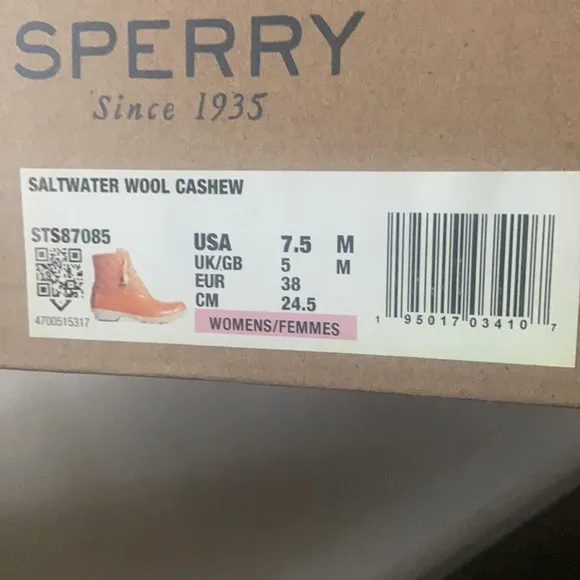 SPERRY
Since 1935
SALTWATER WOOL CASHEW
STS87085
4700515317
USA 7.5 M
UK/GB 5 M
EUR 38
CM 24.5
WOMENS/FEMMES
1 95017 03410 7